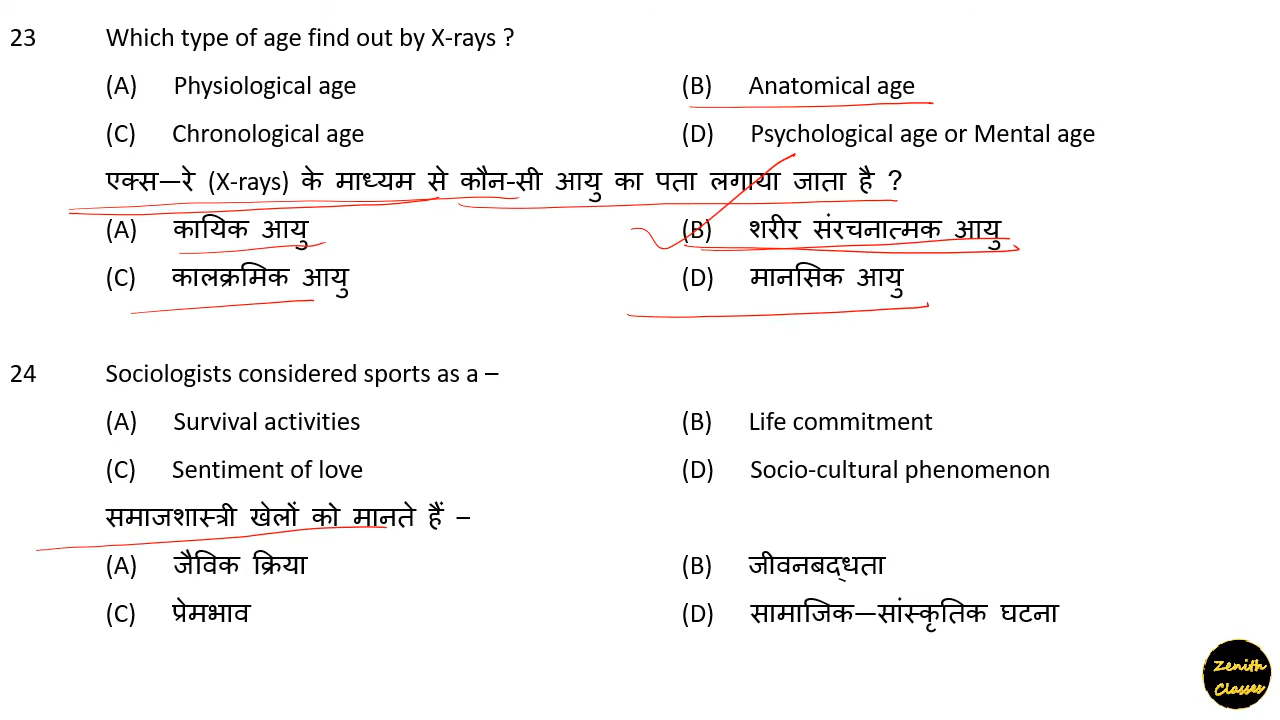 23 Which type of age find out by X-rays ?
(A) Physiological age (B) Anatomical age
(C) Chronological age (D) Psychological age or Mental age
एक्स—रे (X-rays) के माध्यम से कौन-सी आयु का पता लगाया जाता है ?
(A) कायिक आयु (B) शरीर संरचनात्मक आयु
(C) कालक्रमिक आयु (D) मानसिक आयु
24 Sociologists considered sports as a –
(A) Survival activities (B) Life commitment
(C) Sentiment of love (D) Socio-cultural phenomenon
समाजशास्त्री खेलों को मानते हैं –
(A) जैविक क्रिया (B) जीवनबद्धता
(C) प्रेमभाव (D) सामाजिक—सांस्कृतिक घटना
Zenith
Classes